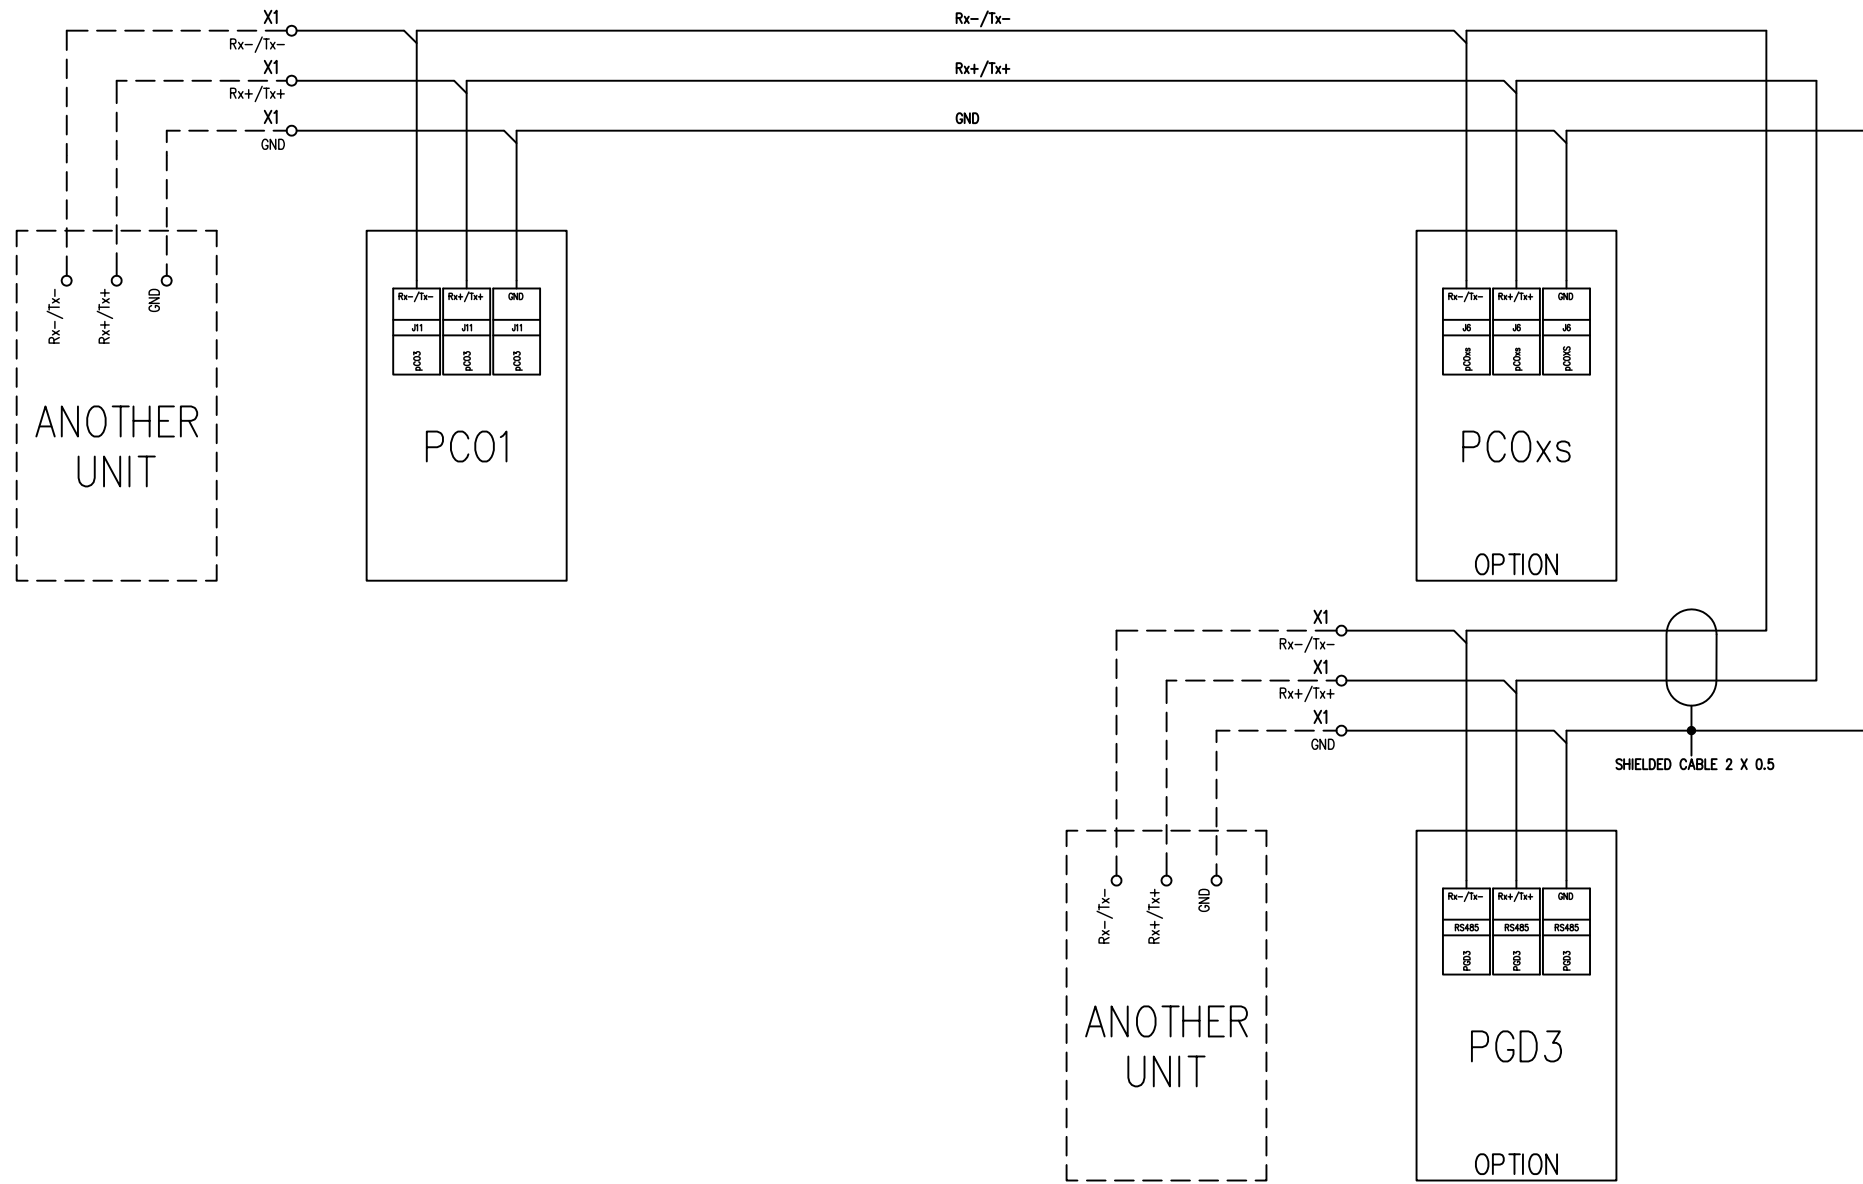 X1
Rx-/Tx-
Rx-/Tx-
X1
Rx+/Tx+
Rx+/Tx+
X1
GND
GND
Rx-/Tx-
Rx+/Tx+
GND
ANOTHER
UNIT
Rx-/Tx- Rx+/Tx+ GND
J11 J11 J11
pCO3 pCO3 pCO3
PCO1
Rx-/Tx- Rx+/Tx+ GND
J6 J6 J6
pCOxs pCOxs pCOXS
PCOxs
OPTION
X1
Rx-/Tx-
X1
Rx+/Tx+
X1
GND
SHIELDED CABLE 2 X 0.5
Rx-/Tx-
Rx+/Tx+
GND
ANOTHER
UNIT
Rx-/Tx- Rx+/Tx+ GND
RS485 RS485 RS485
PGD3 PGD3 PGD3
PGD3
OPTION